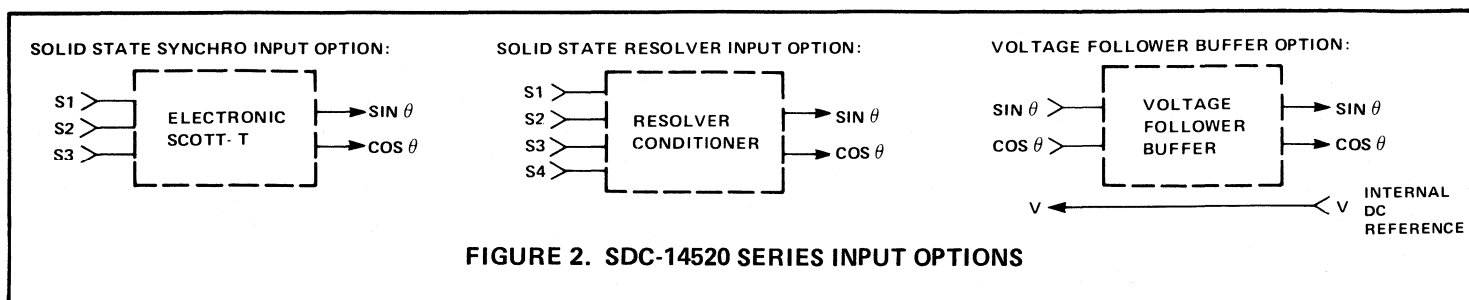 SOLID STATE SYNCHRO INPUT OPTION:
S1
S2
S3
ELECTRONIC
SCOTT- T
SIN θ
COS θ
SOLID STATE RESOLVER INPUT OPTION:
S1
S2
S3
S4
RESOLVER
CONDITIONER
SIN θ
COS θ
VOLTAGE FOLLOWER BUFFER OPTION:
SIN θ
COS θ
VOLTAGE
FOLLOWER
BUFFER
SIN θ
COS θ
V
V
INTERNAL
DC
REFERENCE
FIGURE 2. SDC-14520 SERIES INPUT OPTIONS